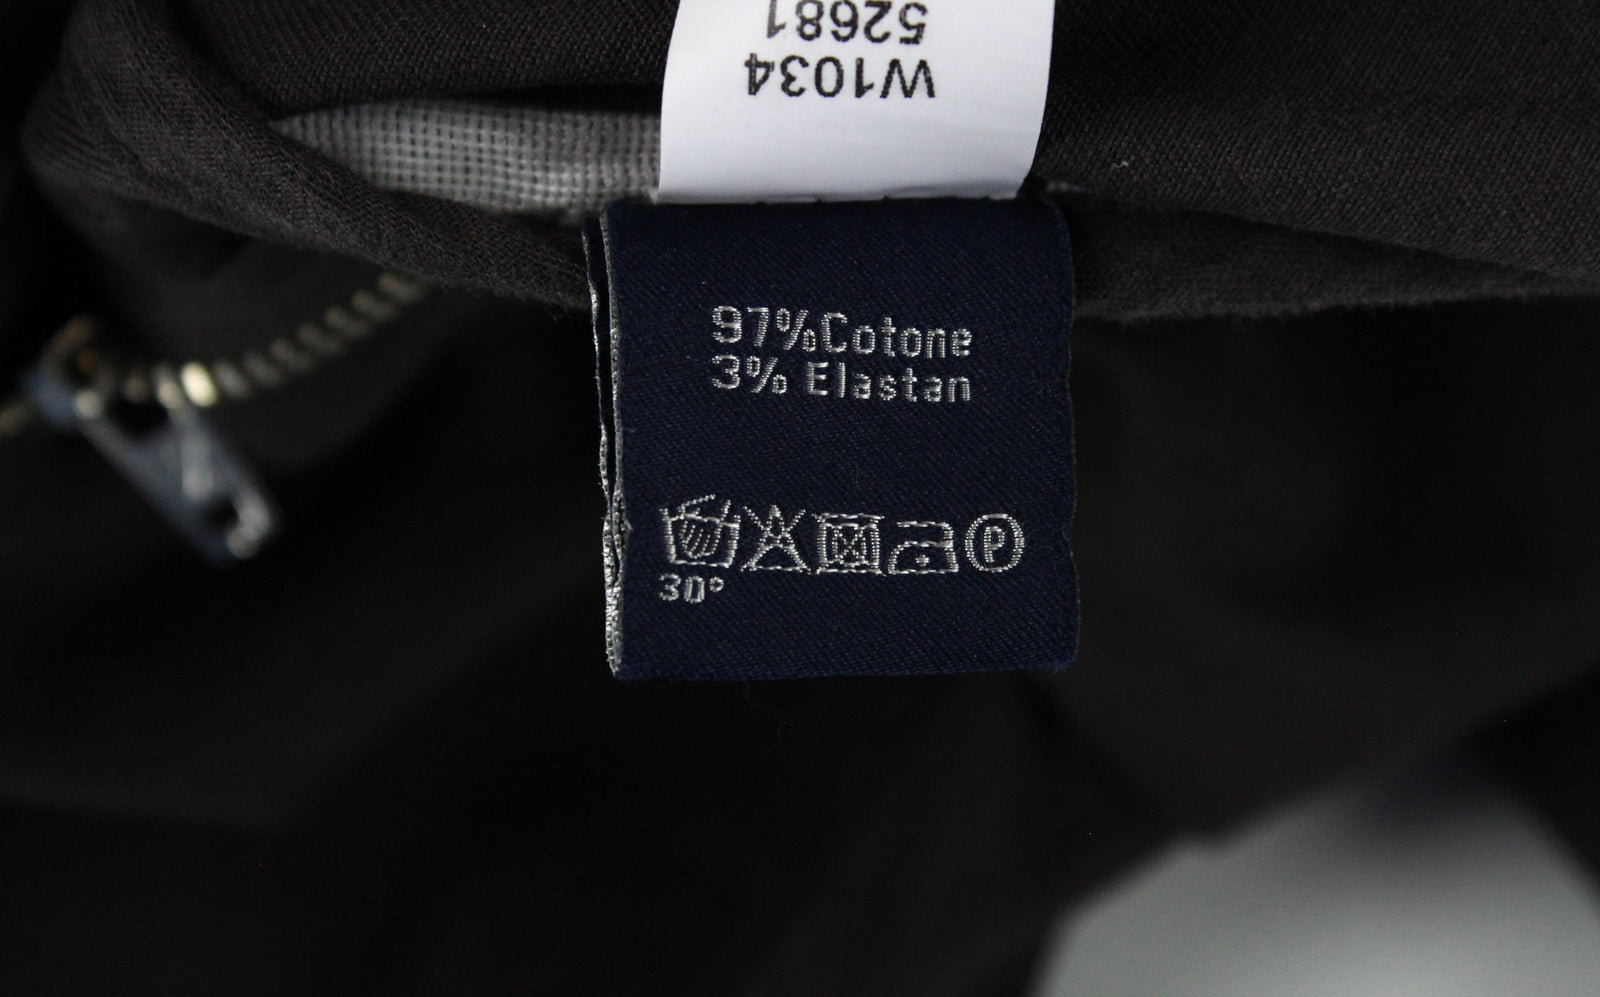 W1034
52681
97%Cotone
3% Elastan
P
30°